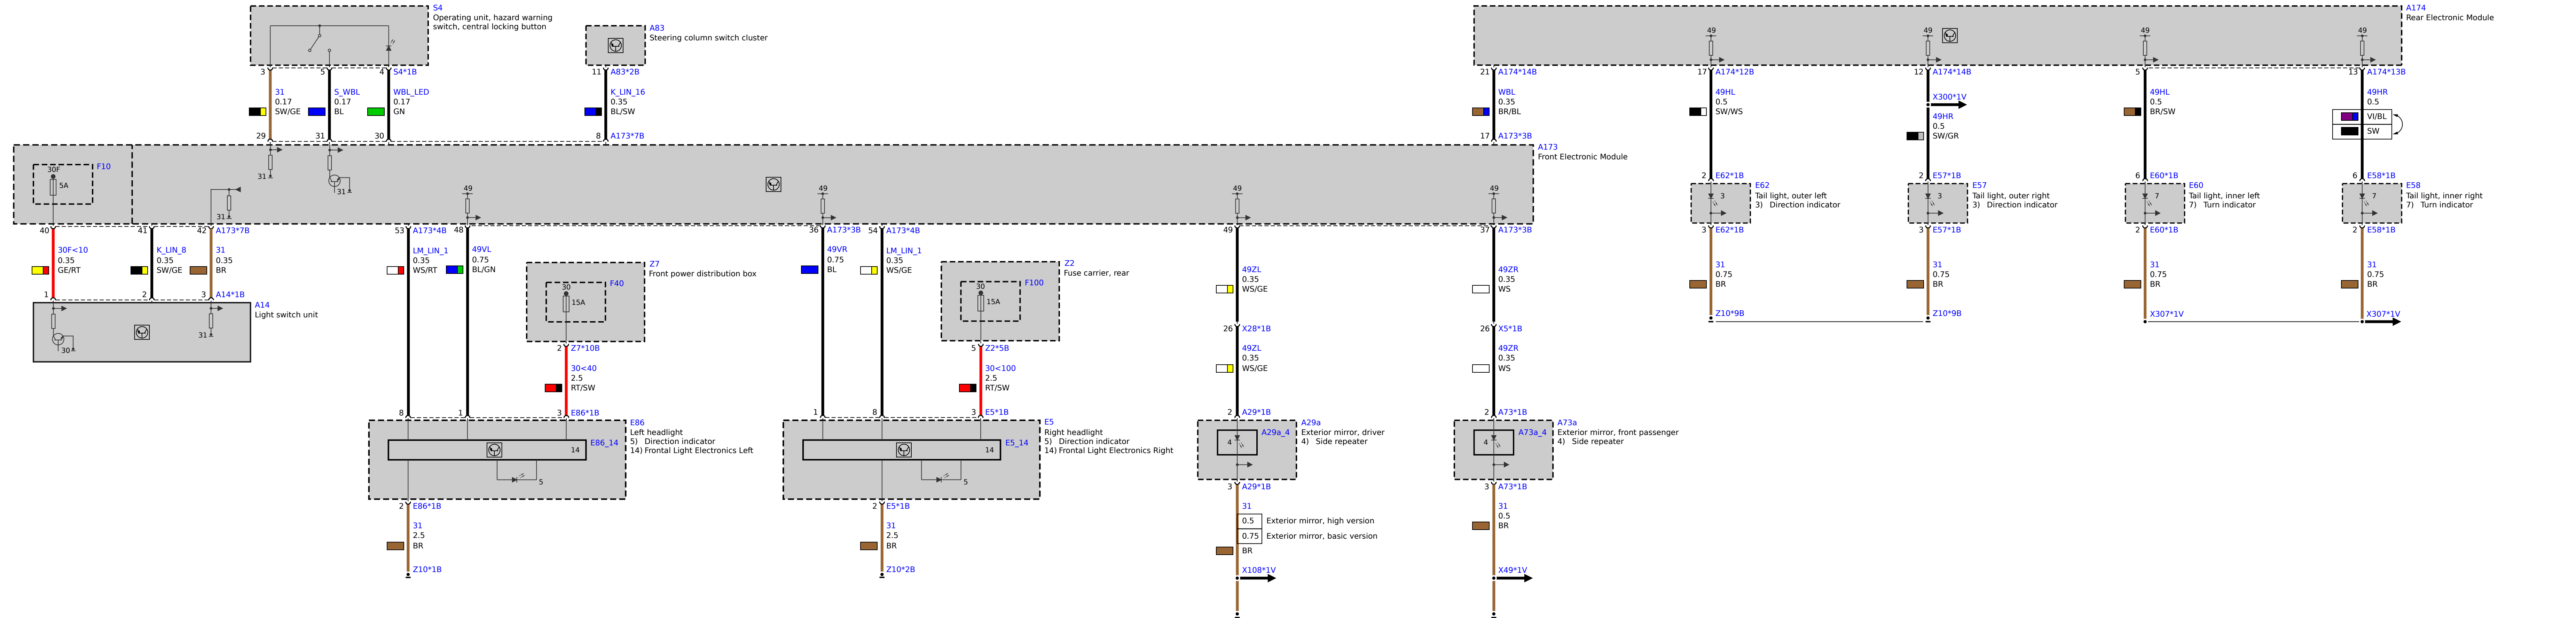 S4
Operating unit, hazard warning
switch, central locking button
A83
Steering column switch cluster
A174
Rear Electronic Module
49
49
49
49
3
5
4
S4*1B
11
A83*2B
21
A174*14B
17
A174*12B
12
A174*14B
5
13
A174*13B
31
0.17
SW/GE
S_WBL
0.17
BL
WBL_LED
0.17
GN
K_LIN_16
0.35
BL/SW
WBL
0.35
BR/BL
49HL
0.5
SW/WS
X300*1V
49HR
0.5
SW/GR
49HL
0.5
BR/SW
49HR
0.5
VI/BL
SW
29
31
30
8
A173*7B
17
A173*3B
A173
Front Electronic Module
F10
30F
5A
31
31
31
49
49
49
49
2
E62*1B
2
E57*1B
6
E60*1B
6
E58*1B
3
E62
Tail light, outer left
3) Direction indicator
3
E57
Tail light, outer right
3) Direction indicator
7
E60
Tail light, inner left
7) Turn indicator
7
E58
Tail light, inner right
7) Turn indicator
3
E62*1B
3
E57*1B
2
E60*1B
2
E58*1B
31
0.75
BR
31
0.75
BR
31
0.75
BR
31
0.75
BR
Z10*9B
Z10*9B
X307*1V
X307*1V
40
41
42
A173*7B
53
A173*4B
48
36
A173*3B
54
A173*4B
49
37
A173*3B
30F<10
0.35
GE/RT
K_LIN_8
0.35
SW/GE
31
0.35
BR
LM_LIN_1
0.35
WS/RT
49VL
0.75
BL/GN
49VR
0.75
BL
LM_LIN_1
0.35
WS/GE
49ZL
0.35
WS/GE
49ZR
0.35
WS
1
2
3
A14*1B
A14
Light switch unit
30
31
Z7
Front power distribution box
F40
30
15A
2
Z7*10B
30<40
2.5
RT/SW
Z2
Fuse carrier, rear
F100
30
15A
5
Z2*5B
30<100
2.5
RT/SW
26
X28*1B
26
X5*1B
49ZL
0.35
WS/GE
49ZR
0.35
WS
8
1
3
E86*1B
1
8
3
E5*1B
2
A29*1B
2
A73*1B
E86
Left headlight
5) Direction indicator
14) Frontal Light Electronics Left
E86_14
14
5
E5
Right headlight
5) Direction indicator
14) Frontal Light Electronics Right
E5_14
14
5
A29a
Exterior mirror, driver
4) Side repeater
A29a_4
4
A73a
Exterior mirror, front passenger
4) Side repeater
A73a_4
4
2
E86*1B
2
E5*1B
3
A29*1B
3
A73*1B
31
2.5
BR
31
2.5
BR
31
0.5
Exterior mirror, high version
0.75
Exterior mirror, basic version
BR
31
0.5
BR
Z10*1B
Z10*2B
X108*1V
X49*1V